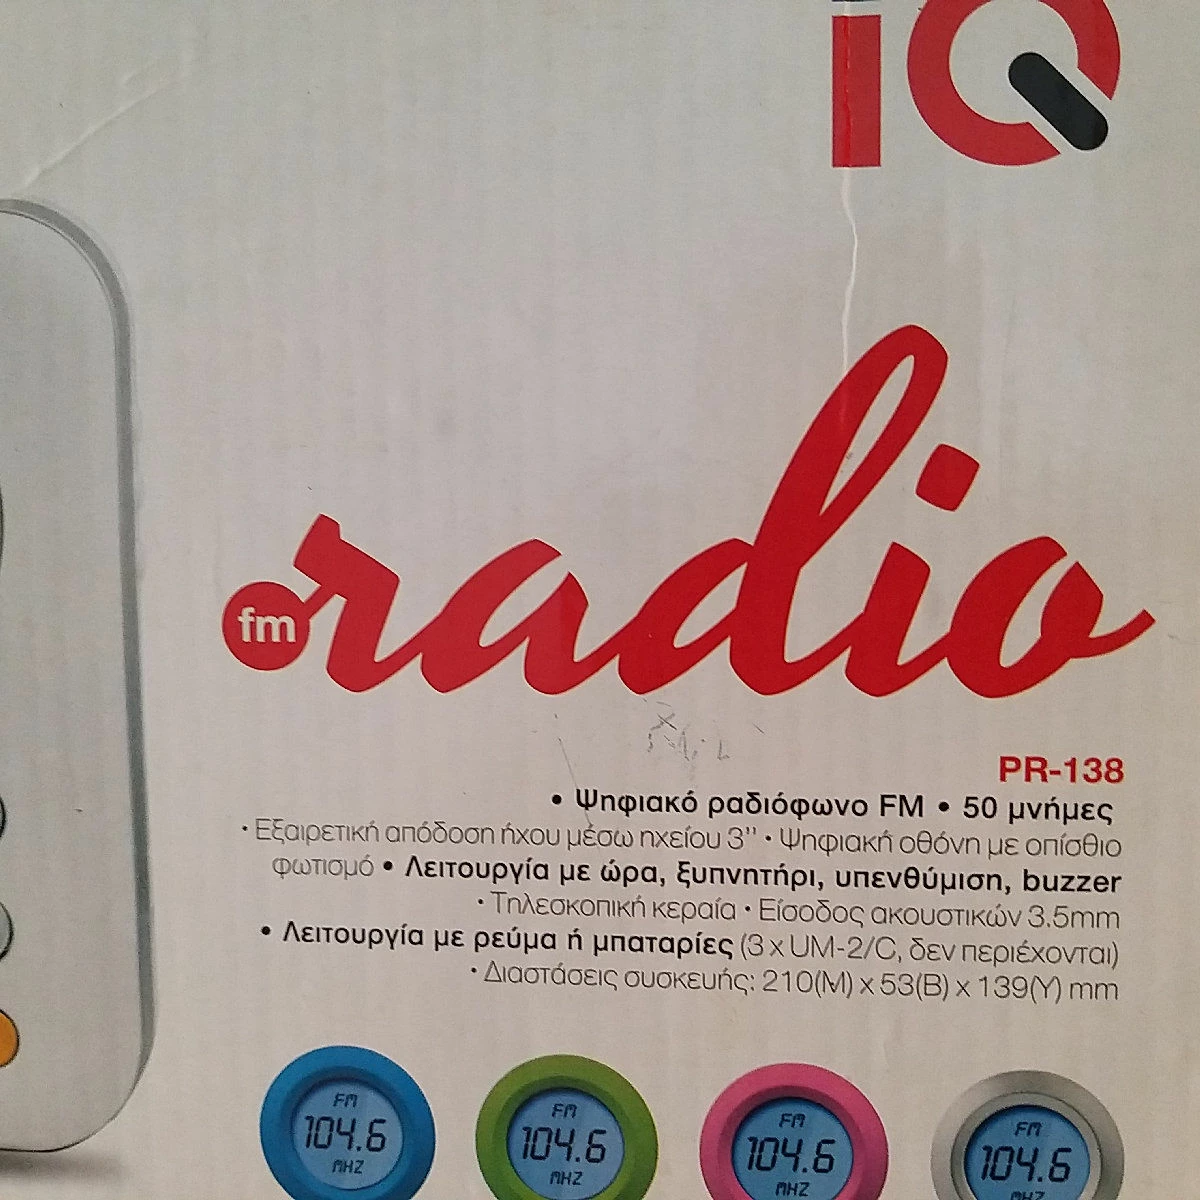 iQ
fm radio
PR-138
• Ψηφιακό ραδιόφωνο FM • 50 μνήμες
• Εξαιρετική απόδοση ήχου μέσω ηχείου 3'' • Ψηφιακή οθόνη με οπίσθιο
φωτισμό • Λειτουργία με ώρα, ξυπνητήρι, υπενθύμιση, buzzer
• Τηλεσκοπική κεραία • Είσοδος ακουστικών 3.5mm
• Λειτουργία με ρεύμα ή μπαταρίες (3 x UM-2/C, δεν περιέχονται)
• Διαστάσεις συσκευής: 210(Μ) x 53(Β) x 139(Υ) mm
FM FM FM FM
104.6 104.6 104.6 104.6
MHZ MHZ MHZ MHZ